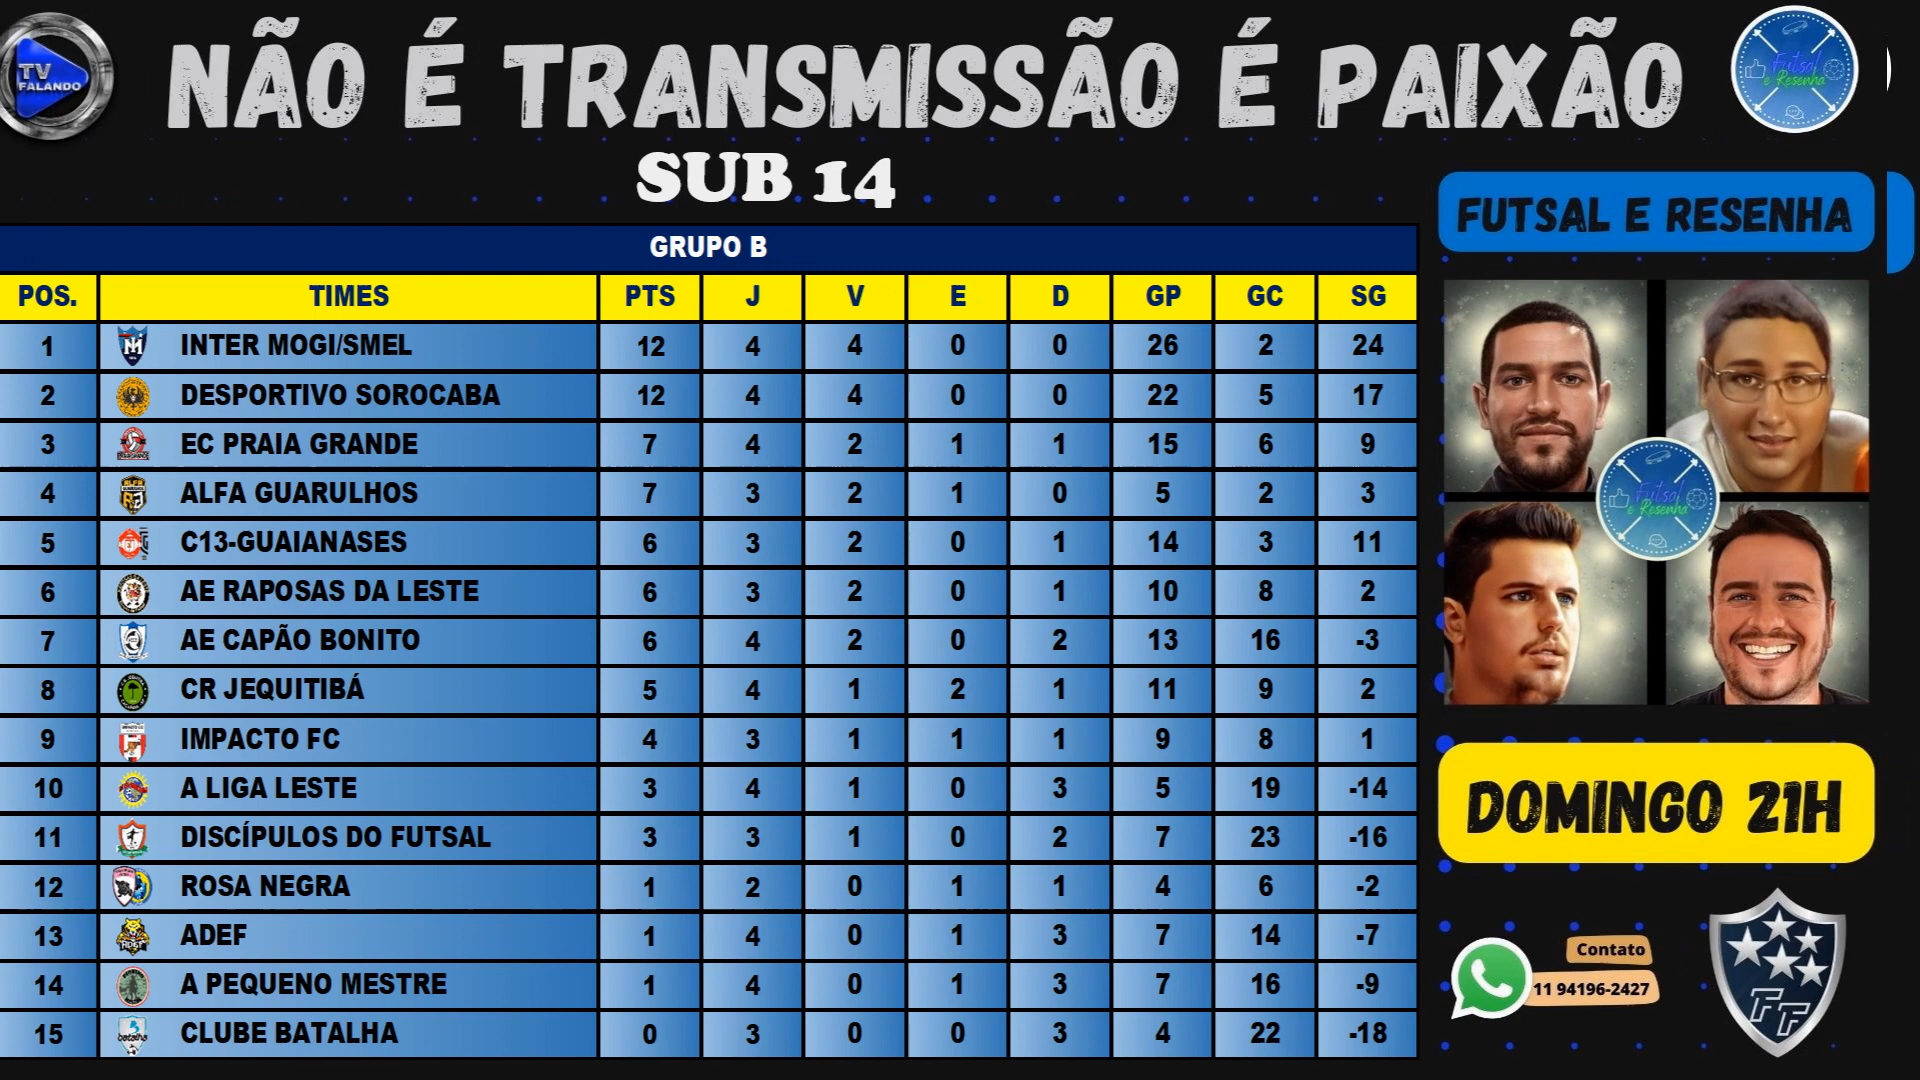 TV
FALANDO
NÃO É TRANSMISSÃO É PAIXÃO
Futsal
e Resenha
SUB 14
FUTSAL E RESENHA
GRUPO B
POS. TIMES PTS J V E D GP GC SG
1 INTER MOGI/SMEL 12 4 4 0 0 26 2 24
2 DESPORTIVO SOROCABA 12 4 4 0 0 22 5 17
3 EC PRAIA GRANDE 7 4 2 1 1 15 6 9
4 ALFA GUARULHOS 7 3 2 1 0 5 2 3
5 C13-GUAIANASES 6 3 2 0 1 14 3 11
6 AE RAPOSAS DA LESTE 6 3 2 0 1 10 8 2
7 AE CAPÃO BONITO 6 4 2 0 2 13 16 -3
8 CR JEQUITIBÁ 5 4 1 2 1 11 9 2
9 IMPACTO FC 4 3 1 1 1 9 8 1
10 A LIGA LESTE 3 4 1 0 3 5 19 -14
11 DISCÍPULOS DO FUTSAL 3 3 1 0 2 7 23 -16
12 ROSA NEGRA 1 2 0 1 1 4 6 -2
13 ADEF 1 4 0 1 3 7 14 -7
14 A PEQUENO MESTRE 1 4 0 1 3 7 16 -9
15 CLUBE BATALHA 0 3 0 0 3 4 22 -18
Futsal
e Resenha
DOMINGO 21H
Contato
11 94196-2427
FF